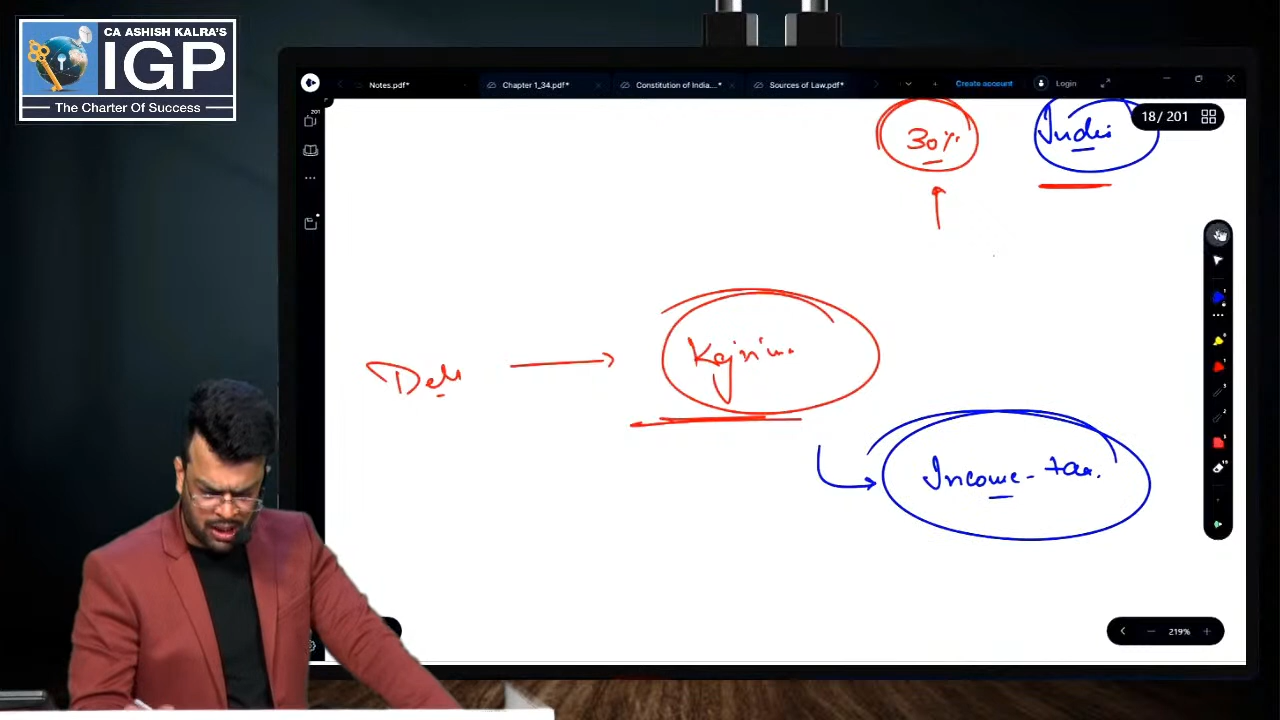 CA ASHISH KALRA'S
IGP
The Charter Of Success
Notes.pdf*
Chapter 1_34.pdf*
Constitution of India...*
Sources of Law.pdf*
Create account
Login
201
30%
India
18 / 201
Income-tax.
219%